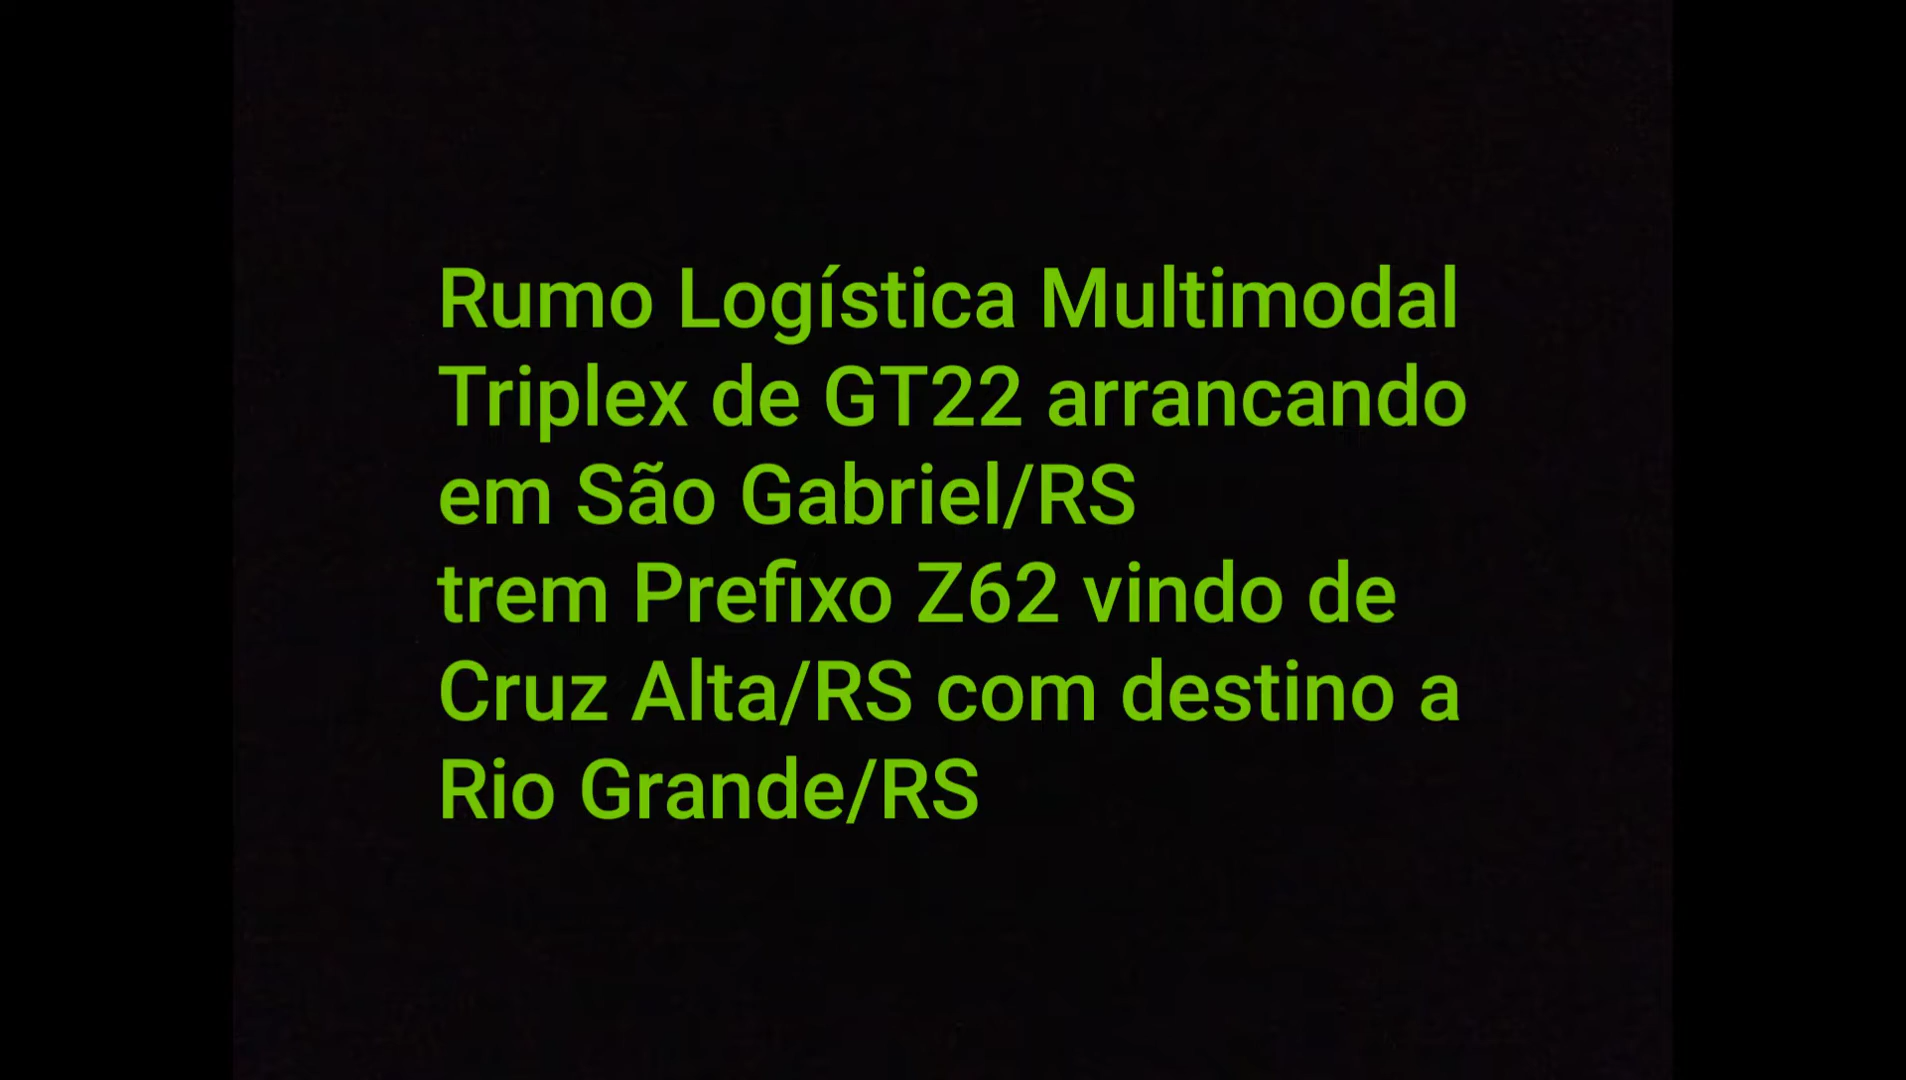 Rumo Logística Multimodal
Triplex de GT22 arrancando
em São Gabriel/RS
trem Prefixo Z62 vindo de
Cruz Alta/RS com destino a
Rio Grande/RS